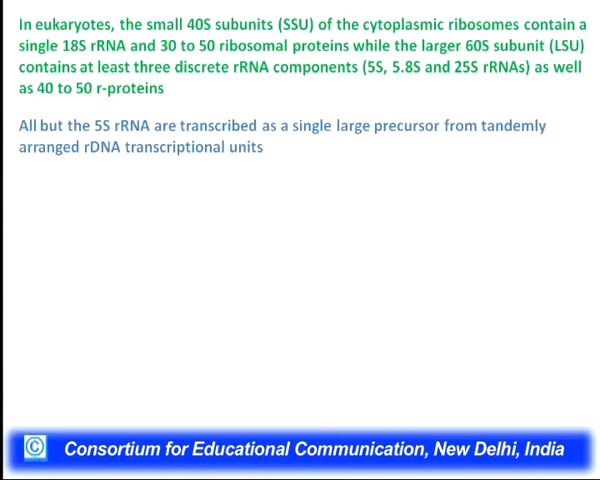 In eukaryotes, the small 40S subunits (SSU) of the cytoplasmic ribosomes contain a
single 18S rRNA and 30 to 50 ribosomal proteins while the larger 60S subunit (LSU)
contains at least three discrete rRNA components (5S, 5.8S and 25S rRNAs) as well
as 40 to 50 r-proteins
All but the 5S rRNA are transcribed as a single large precursor from tandemly
arranged rDNA transcriptional units
© Consortium for Educational Communication, New Delhi, India